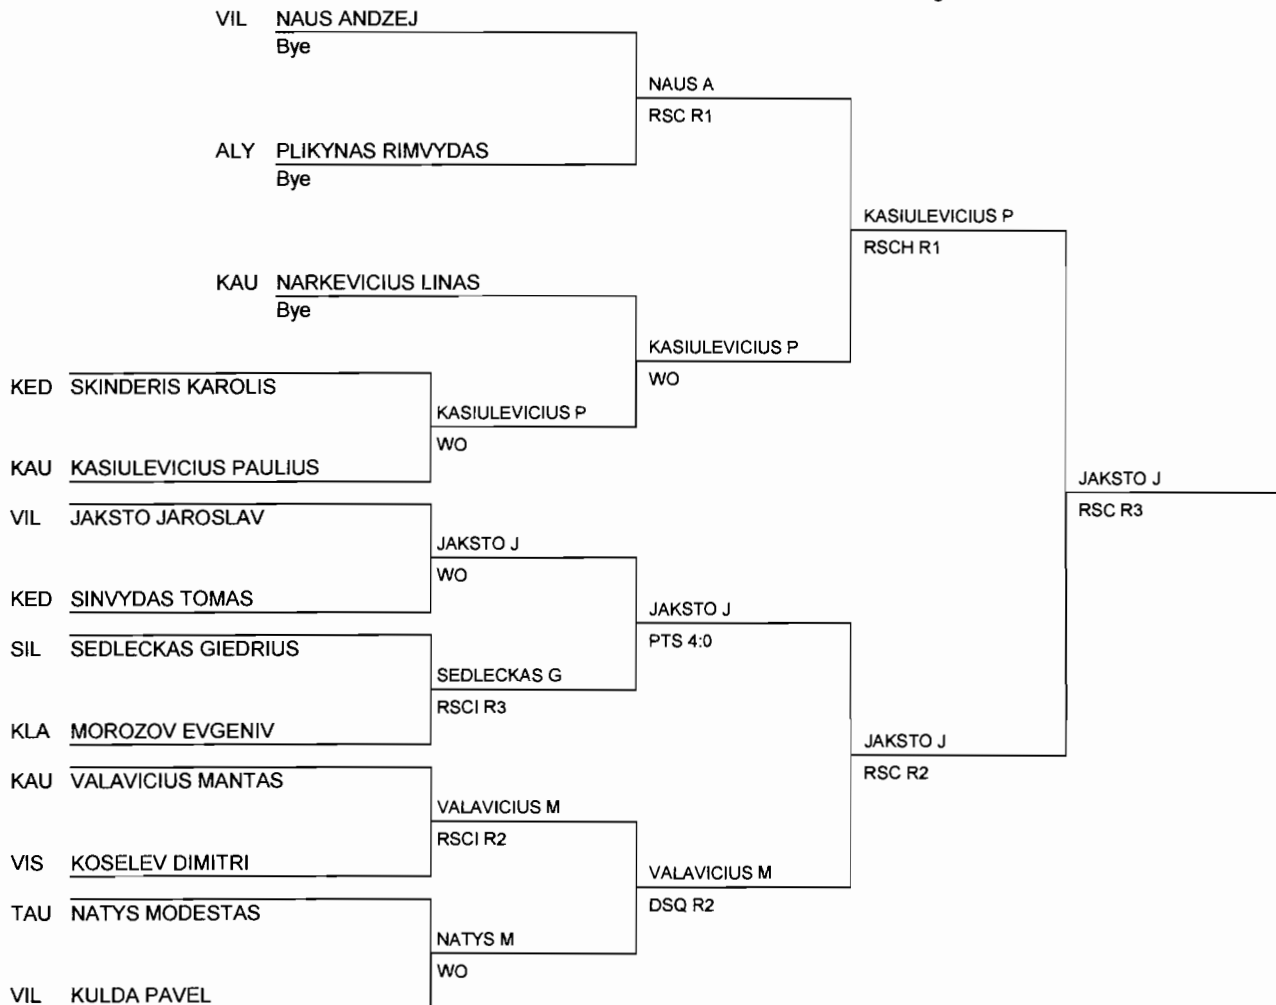 VIL NAUS ANDZEJ
Bye
NAUS A
RSC R1
ALY PLIKYNAS RIMVYDAS
Bye
KASIULEVICIUS P
RSCH R1
KAU NARKEVICIUS LINAS
Bye
KASIULEVICIUS P
WO
KED SKINDERIS KAROLIS
KASIULEVICIUS P
WO
KAU KASIULEVICIUS PAULIUS
JAKSTO J
RSC R3
VIL JAKSTO JAROSLAV
JAKSTO J
WO
KED SINVYDAS TOMAS
JAKSTO J
PTS 4:0
SIL SEDLECKAS GIEDRIUS
SEDLECKAS G
RSCI R3
KLA MOROZOV EVGENIV
JAKSTO J
RSC R2
KAU VALAVICIUS MANTAS
VALAVICIUS M
RSCI R2
VIS KOSELEV DIMITRI
VALAVICIUS M
DSQ R2
TAU NATYS MODESTAS
NATYS M
WO
VIL KULDA PAVEL